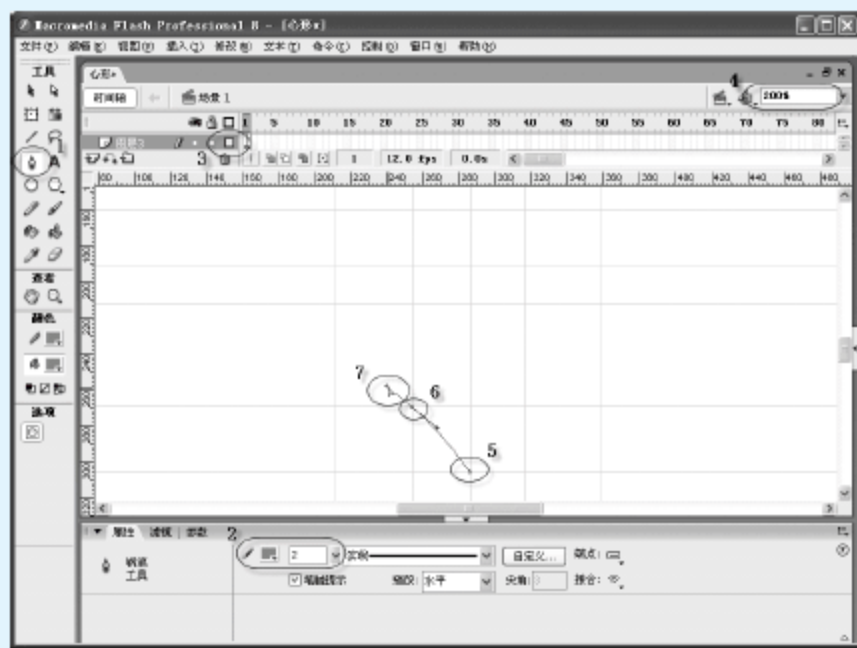 Macromedia Flash Professional 8 - [心形*]
文件(F) 编辑(E) 视图(V) 插入(I) 修改(M) 文本(T) 命令(C) 控制(O) 窗口(W) 帮助(H)
工具
心形*
时间轴 场景 1 4 200%
1 5 10 15 20 25 30 35 40 45 50 55 60 65 70 75 80
图层3
3 1 12.0 fps 0.0s
查看
颜色
选项
7
6
5
属性 滤镜 参数 2
钢笔
工具
2 实线 自定义... 端点:
笔触提示 缩放: 水平 尖角: 3 接合: